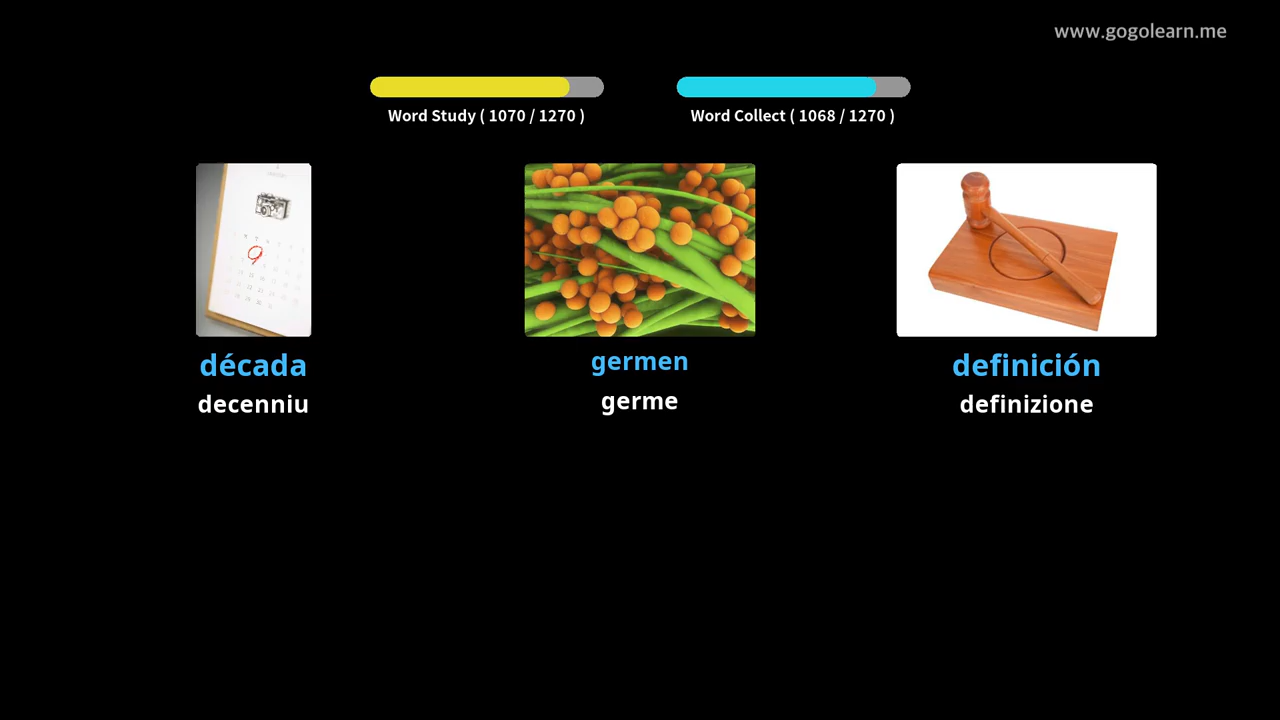 www.gogolearn.me
Word Study ( 1070 / 1270 )
Word Collect ( 1068 / 1270 )
década
germen
definición
decenniu
germe
definizione